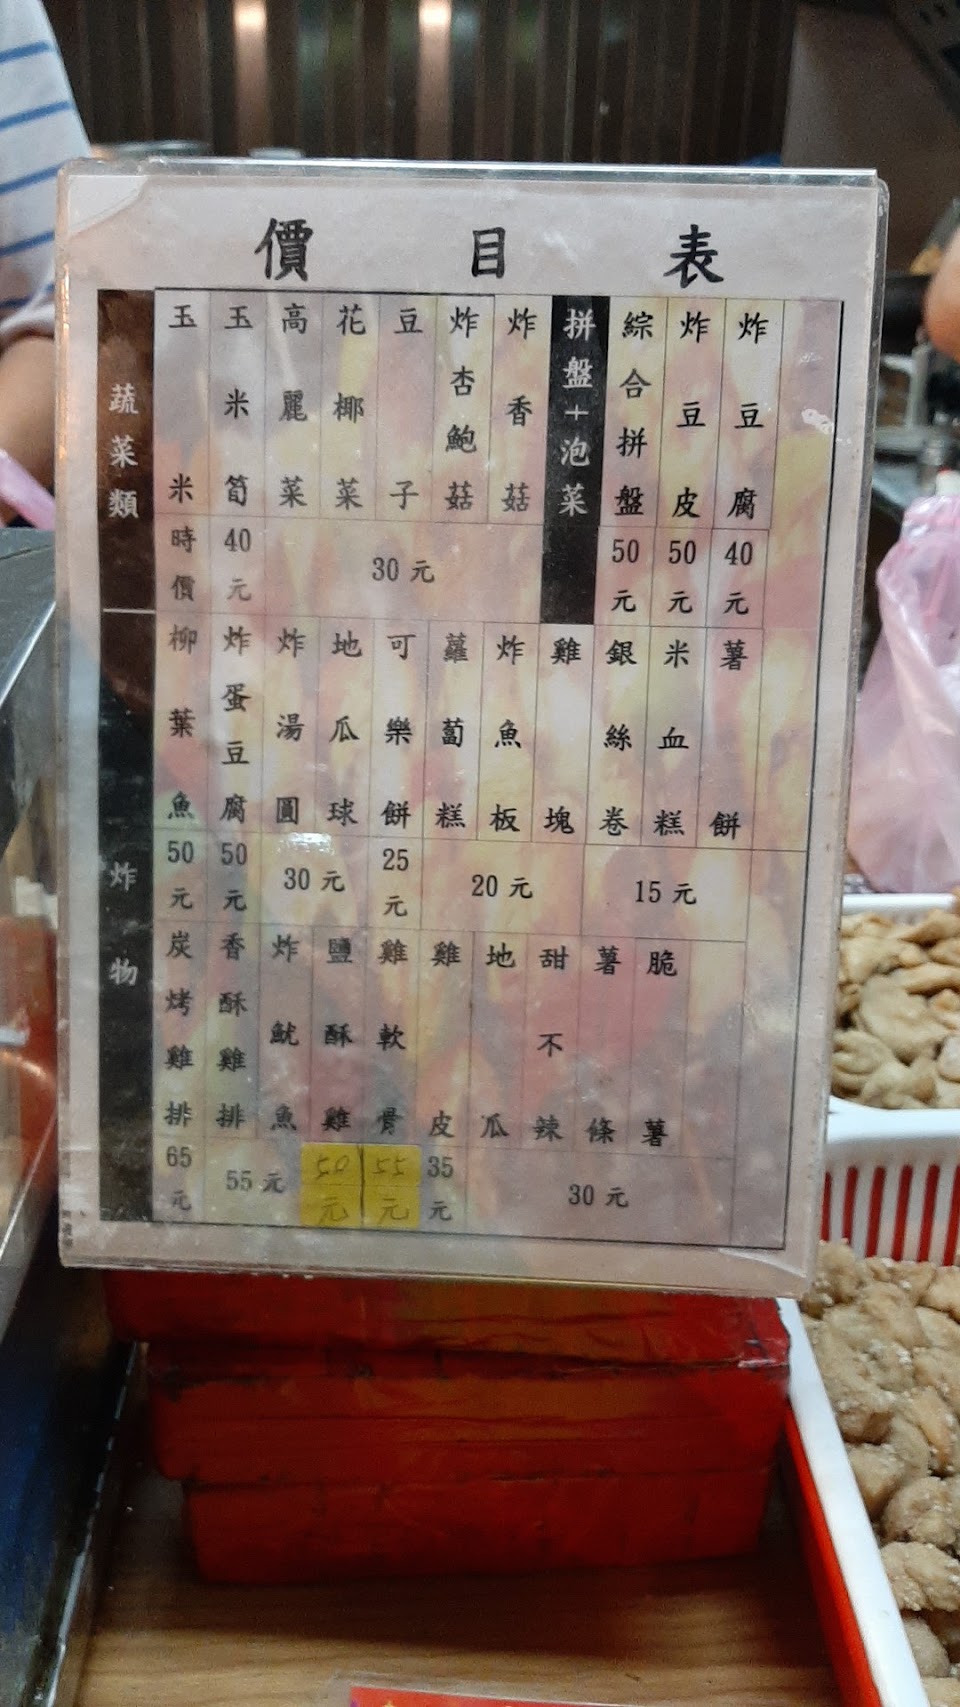 價目表
蔬菜類
玉米
玉米筍
高麗菜
花椰菜
豆子
炸杏鮑菇
炸香菇
拼盤+泡菜
綜合拼盤
炸豆皮
炸豆腐
時價
40元
30元
50元
50元
40元
炸物
柳葉魚
炸蛋豆腐
炸湯圓
地瓜球
可樂餅
蘿蔔糕
炸魚板
雞塊
銀絲卷
米血糕
薯餅
50元
50元
30元
25元
20元
15元
炭烤雞排
香酥雞排
炸魷魚
鹽酥雞
雞軟骨
雞皮
地瓜
甜不辣
薯條
脆薯
65元
55元
50元
55元
35元
30元